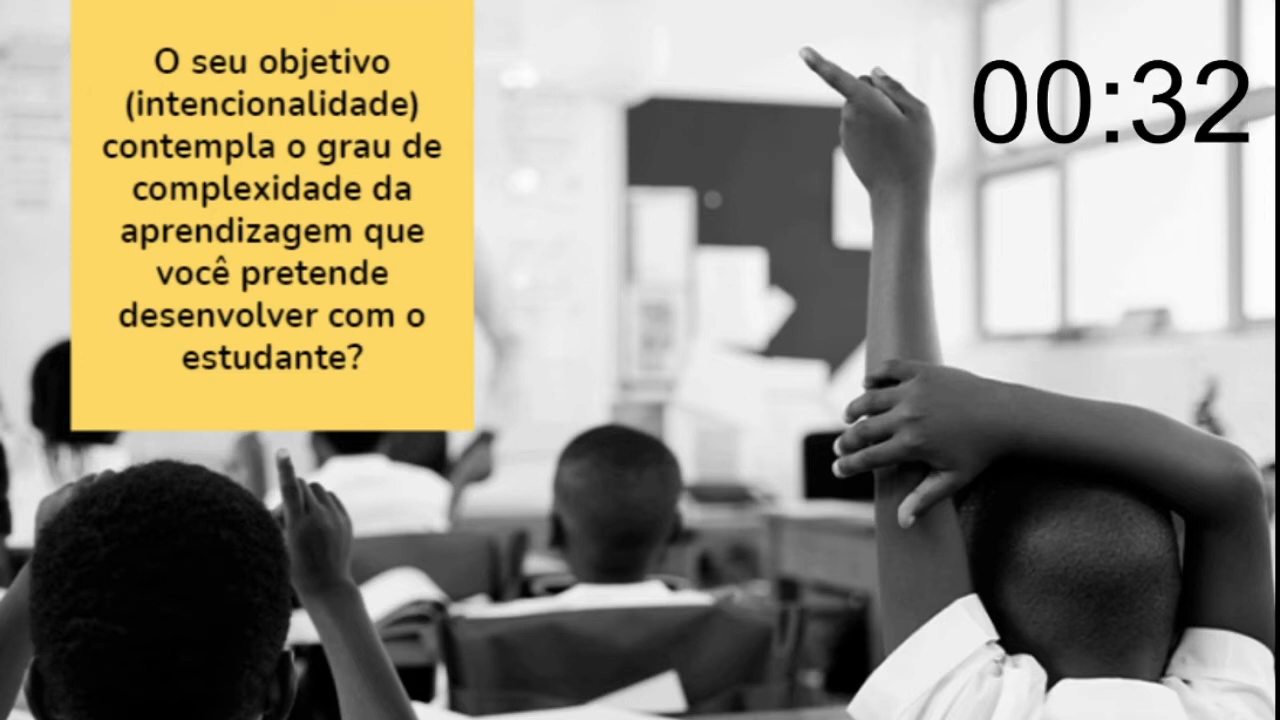 O seu objetivo
(intencionalidade)
contempla o grau de
complexidade da
aprendizagem que
você pretende
desenvolver com o
estudante?
00:32